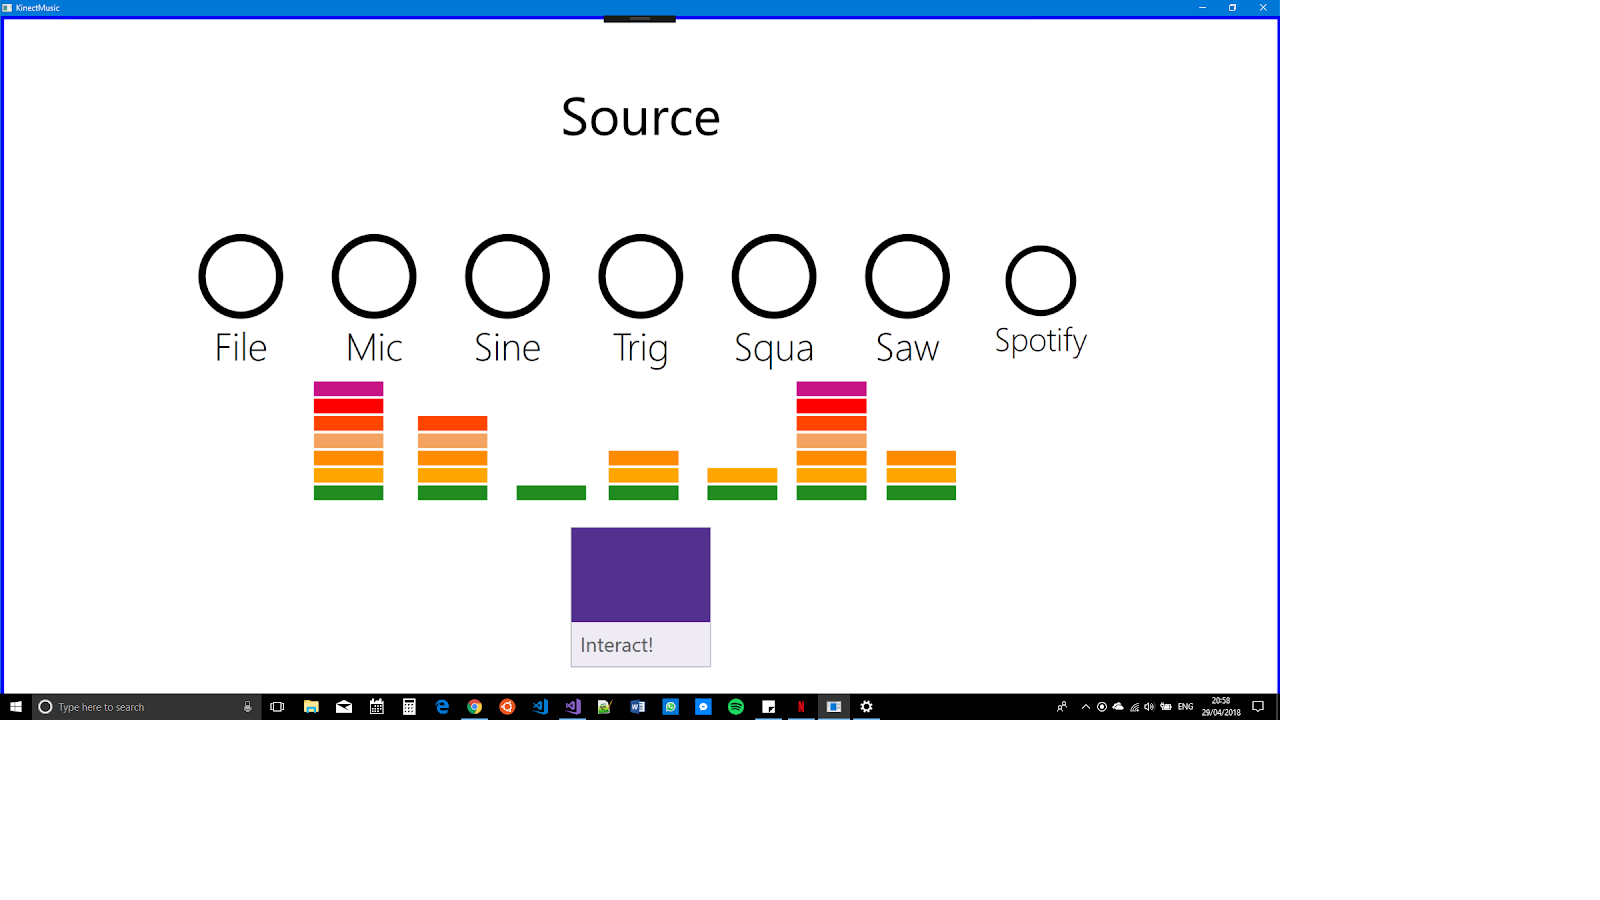 KinectMusic
Source
File Mic Sine Trig Squa Saw Spotify
Interact!
Type here to search
ENG
20:58
29/04/2018